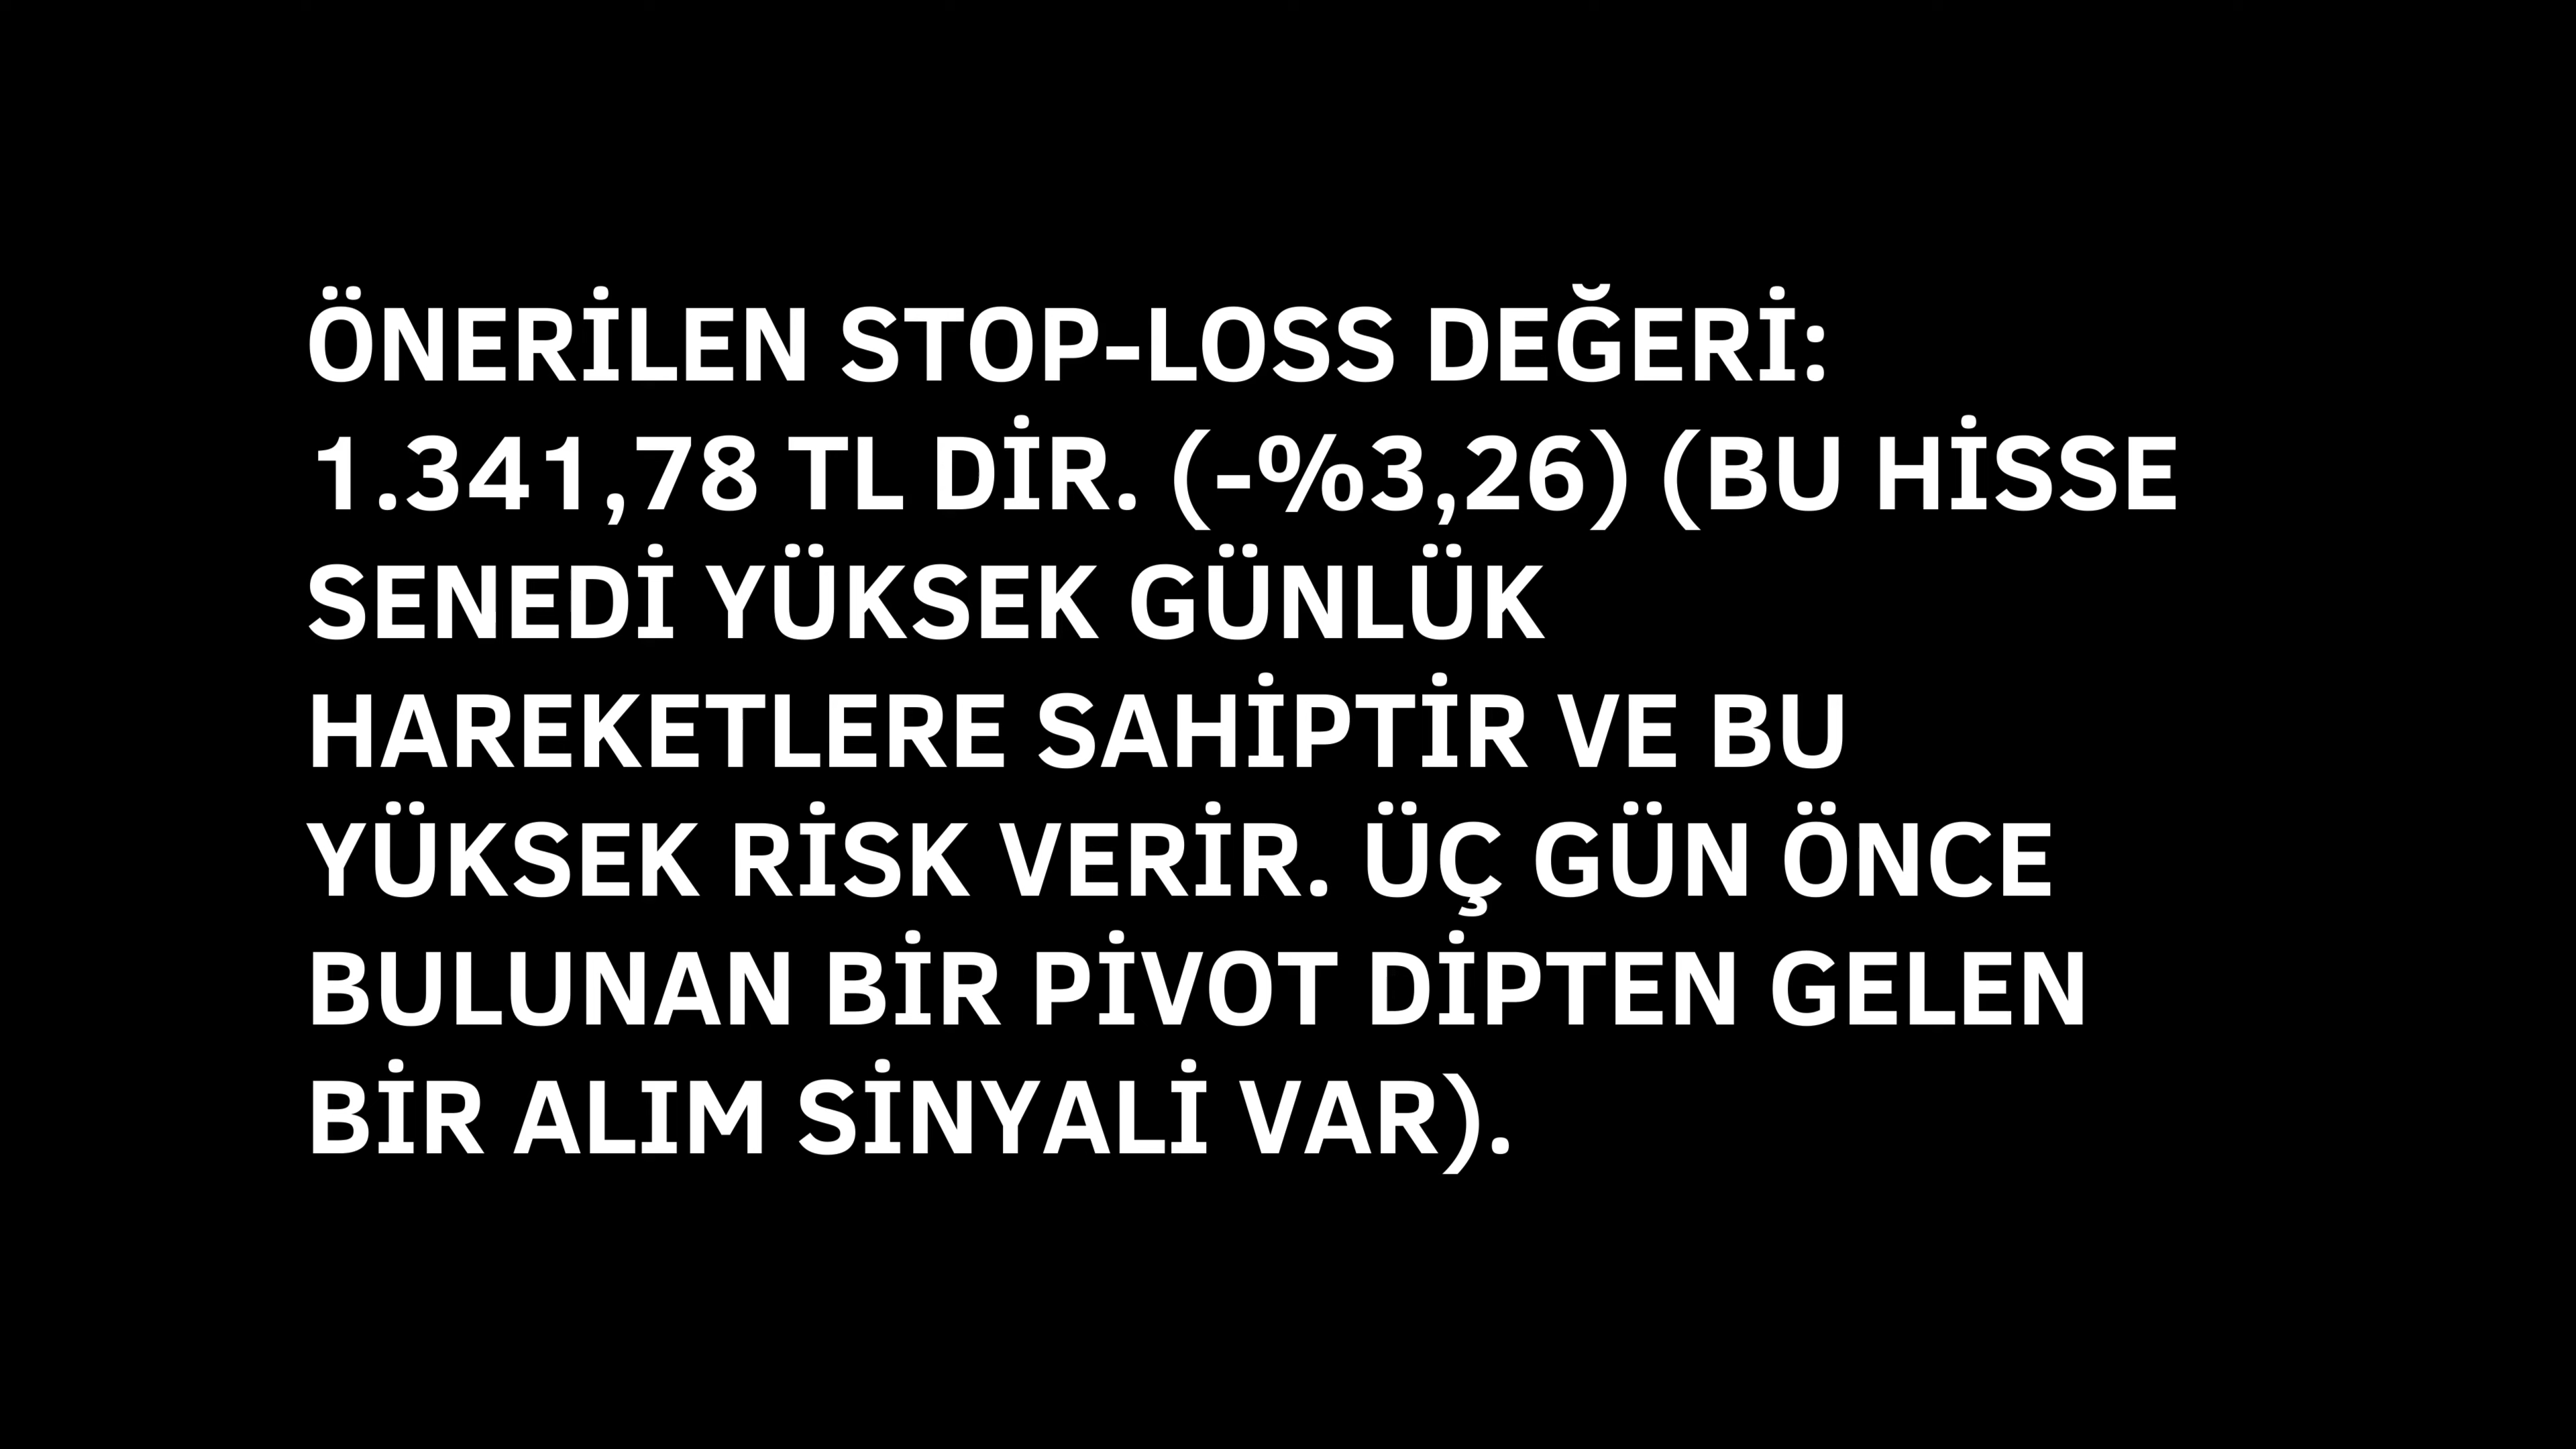 ÖNERİLEN STOP-LOSS DEĞERİ:
1.341,78 TL DİR. (-%3,26) (BU HİSSE
SENEDİ YÜKSEK GÜNLÜK
HAREKETLERE SAHİPTİR VE BU
YÜKSEK RİSK VERİR. ÜÇ GÜN ÖNCE
BULUNAN BİR PİVOT DİPTEN GELEN
BİR ALIM SİNYALİ VAR).